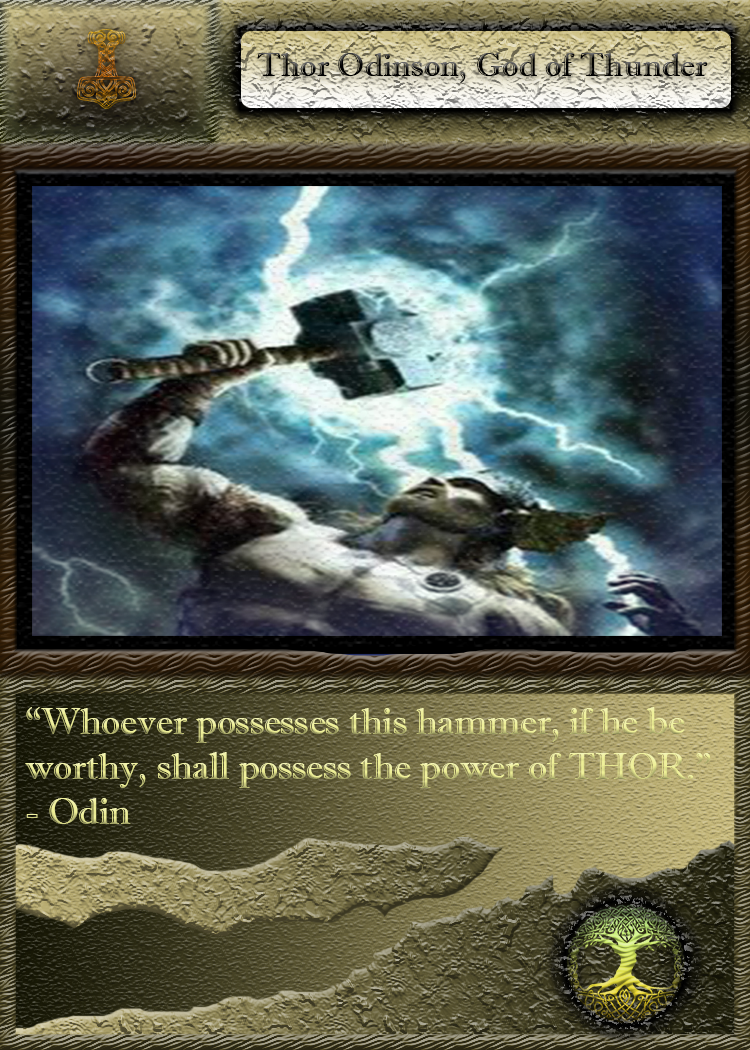 Thor Odinson, God of Thunder
“Whoever possesses this hammer, if he be
worthy, shall possess the power of THOR.”
- Odin